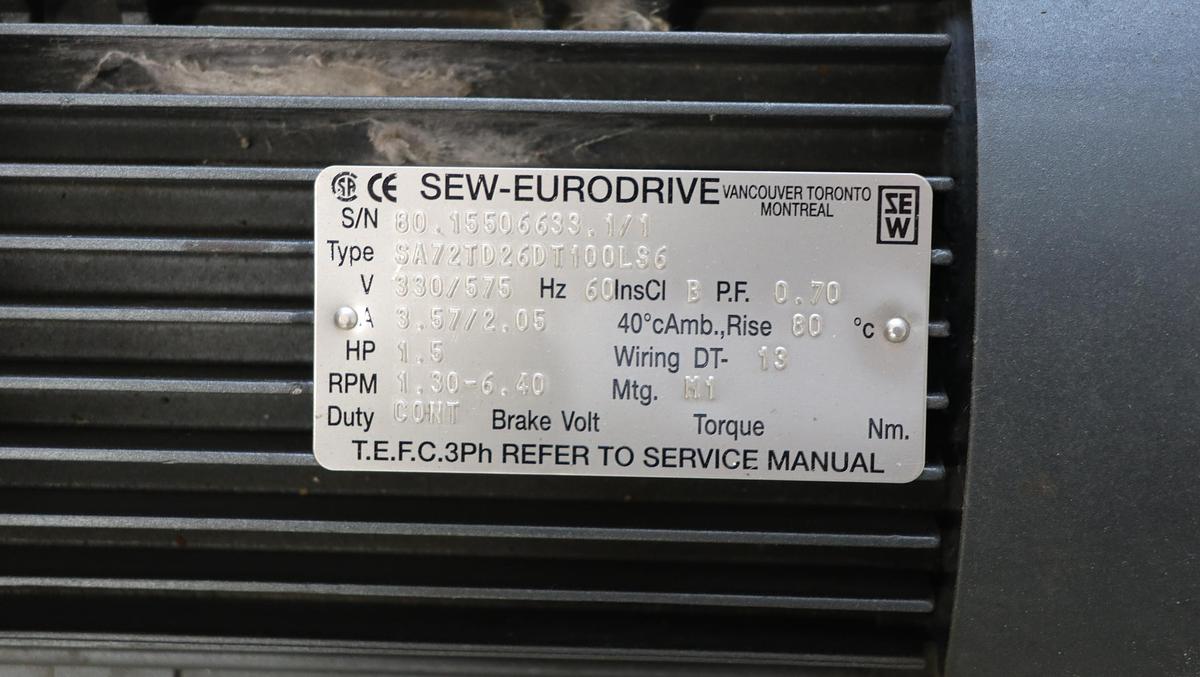 CSA CE SEW-EURODRIVE VANCOUVER TORONTO MONTREAL SEW
S/N 80.15506633.1/1
Type SA72TD26DT100LS6
V 330/575 Hz 60 InsCl B P.F. 0.70
A 3.57/2.05 40°cAmb.,Rise 80 °c
HP 1.5 Wiring DT- 13
RPM 1.30-6.40 Mtg. M1
Duty CONT Brake Volt Torque Nm.
T.E.F.C.3Ph REFER TO SERVICE MANUAL